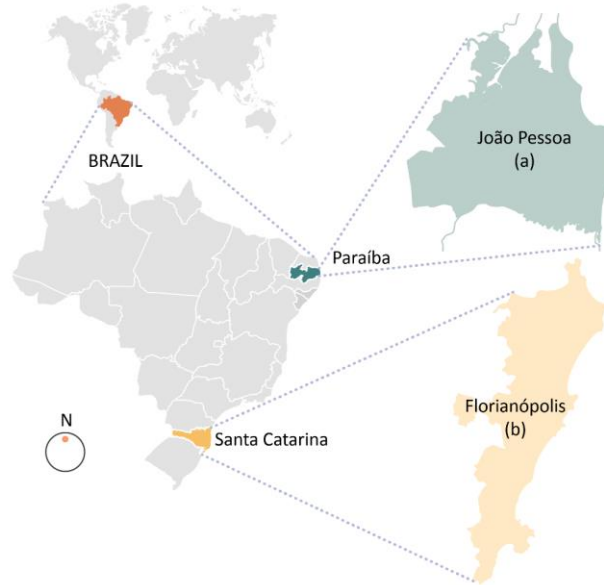 BRAZIL
João Pessoa
(a)
Paraíba
Florianópolis
(b)
N
Santa Catarina